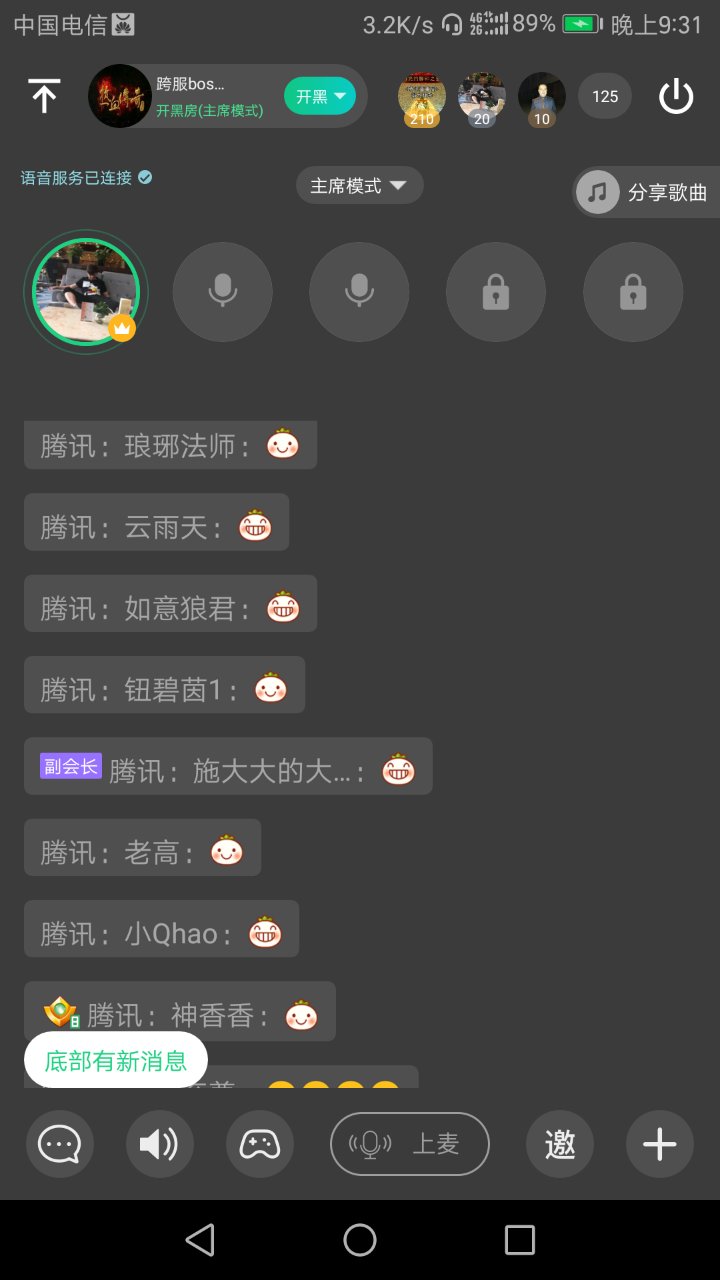 中国电信 3.2K/s 4G 2G 89% 晚上9:31
跨服bos...
开黑房(主席模式)
开黑
210
20
10
125
语音服务已连接
主席模式
分享歌曲
腾讯：琅琊法师：
腾讯：云雨天：
腾讯：如意狼君：
腾讯：钮碧茵1：
副会长 腾讯：施大大的大...：
腾讯：老高：
腾讯：小Qhao：
腾讯：神香香：
底部有新消息
上麦
邀